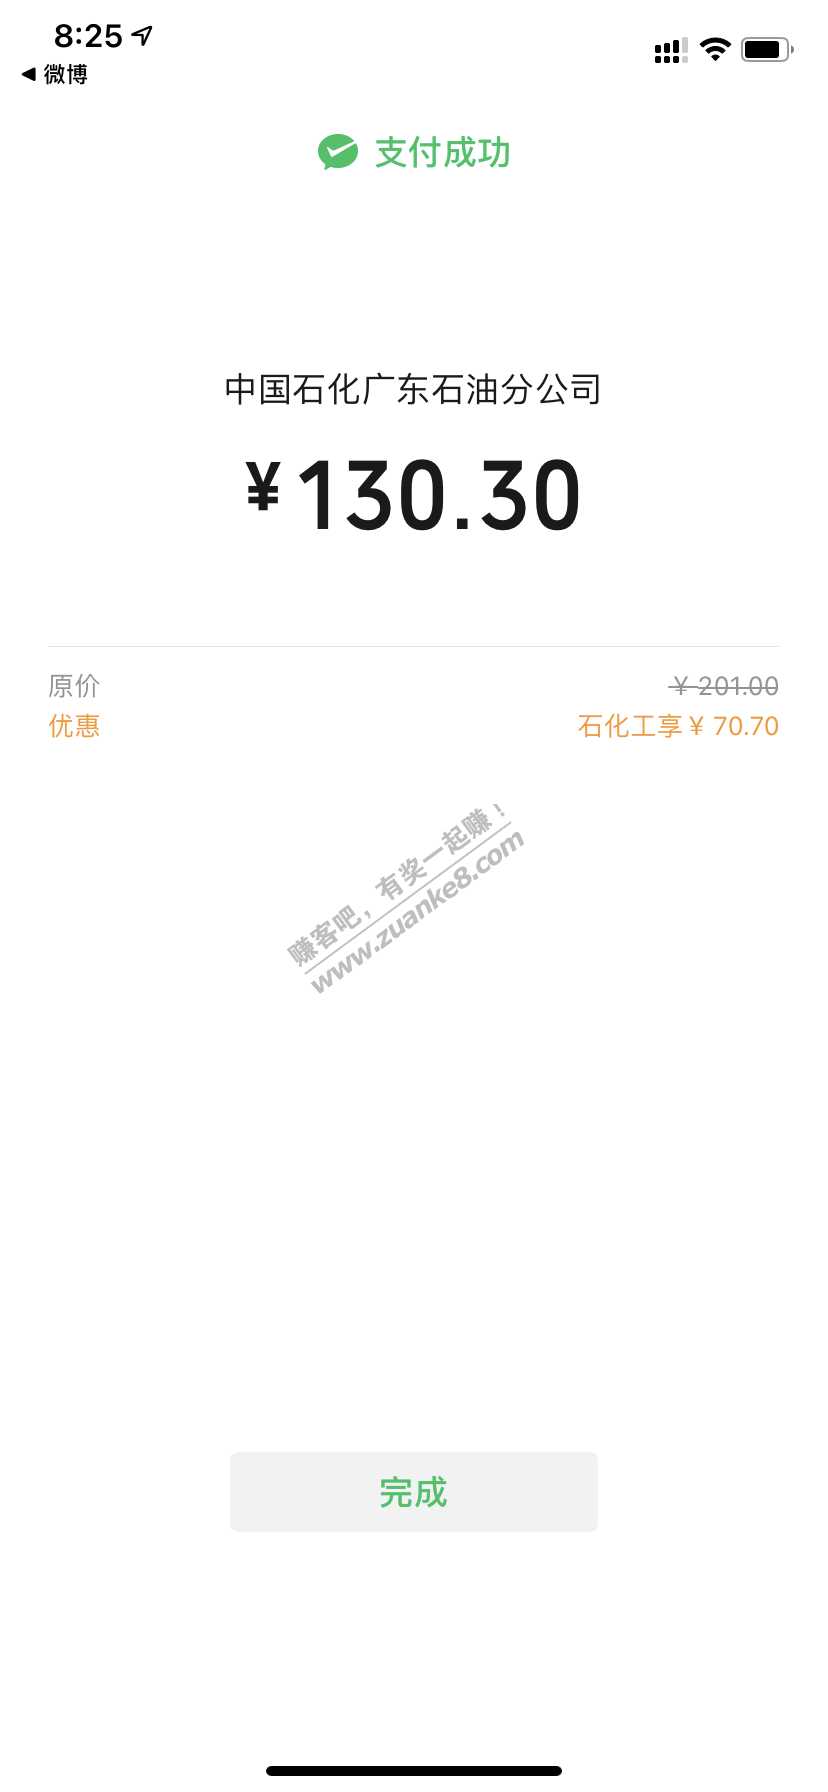 8:25
微博
支付成功
中国石化广东石油分公司
¥130.30
原价 ¥ 201.00
优惠 石化工享¥ 70.70
赚客吧，有奖一起赚！
www.zuanke8.com
完成